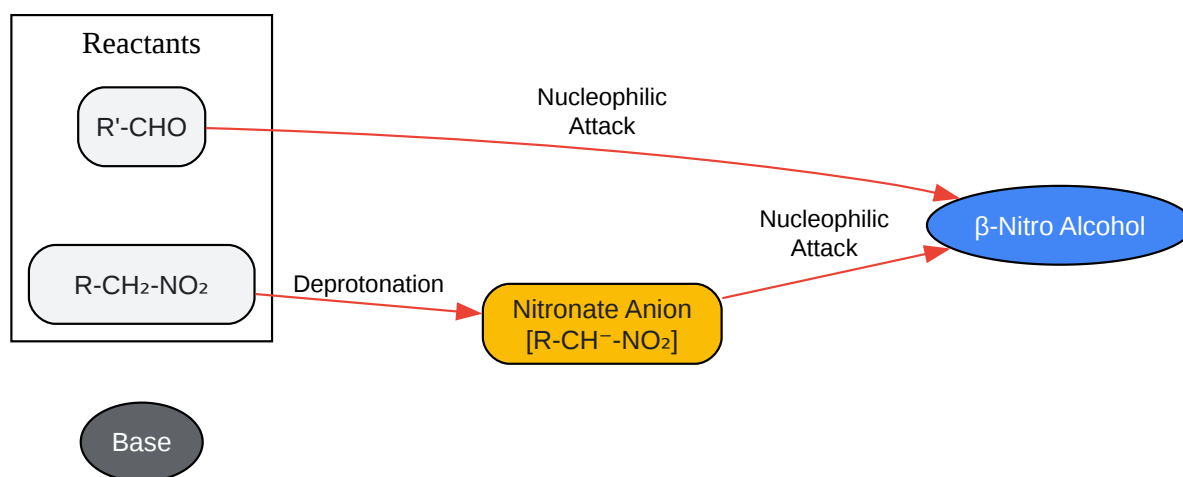 Reactants
R'-CHO
Nucleophilic
Attack
R-CH₂-NO₂
Deprotonation
Nitronate Anion
[R-CH⁻-NO₂]
Nucleophilic
Attack
β-Nitro Alcohol
Base